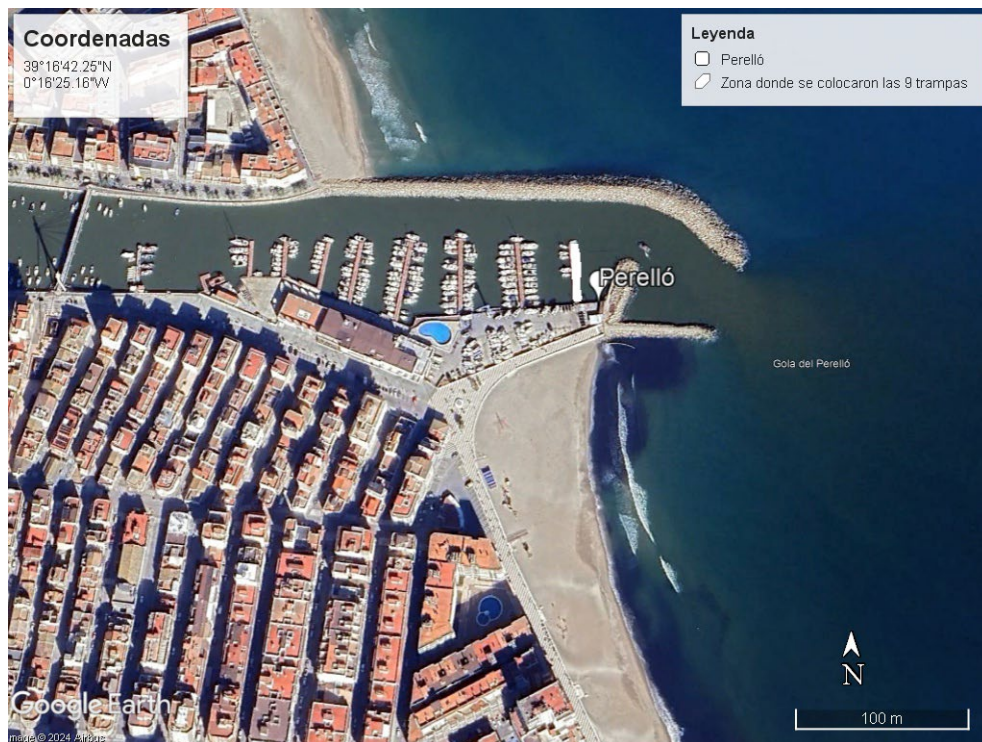 Coordenadas
39°16'42.25"N
0°16'25.16"W
Leyenda
Perelló
Zona donde se colocaron las 9 trampas
Perelló
Gola del Perelló
N
100 m
Google Earth
Image © 2024 Airbus